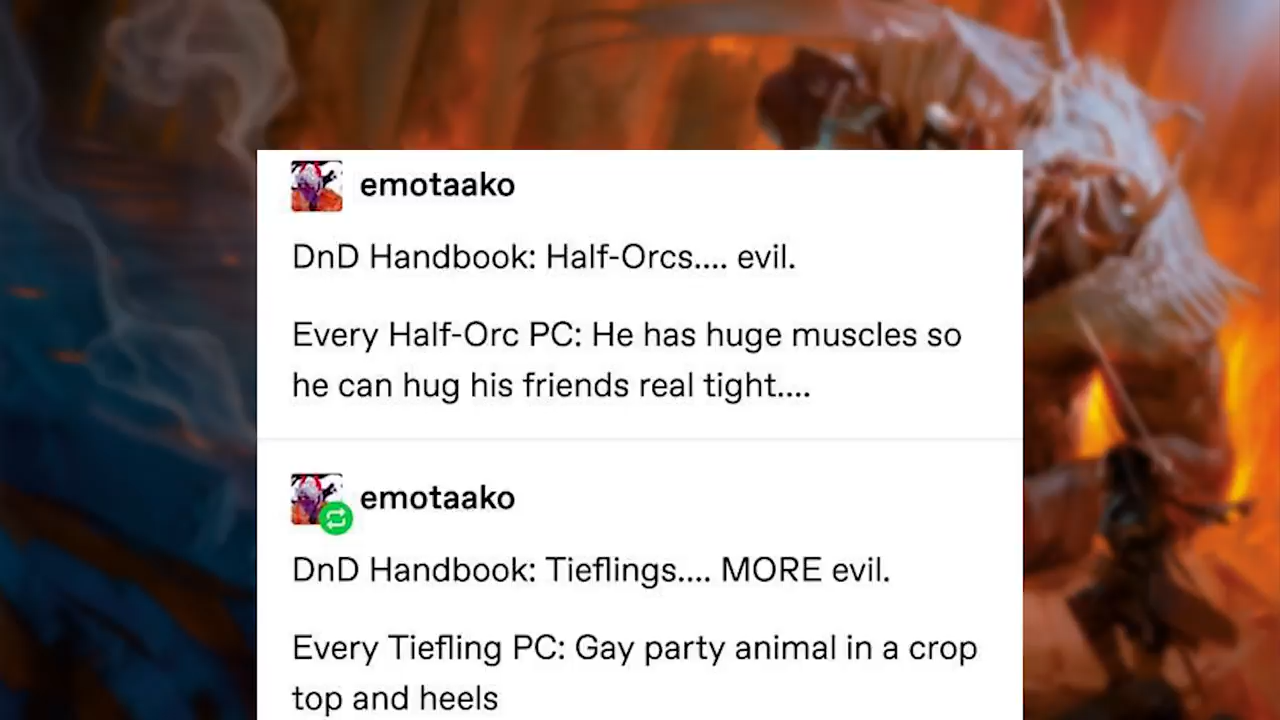 emotaako
DnD Handbook: Half-Orcs.... evil.
Every Half-Orc PC: He has huge muscles so
he can hug his friends real tight....
emotaako
DnD Handbook: Tieflings.... MORE evil.
Every Tiefling PC: Gay party animal in a crop
top and heels